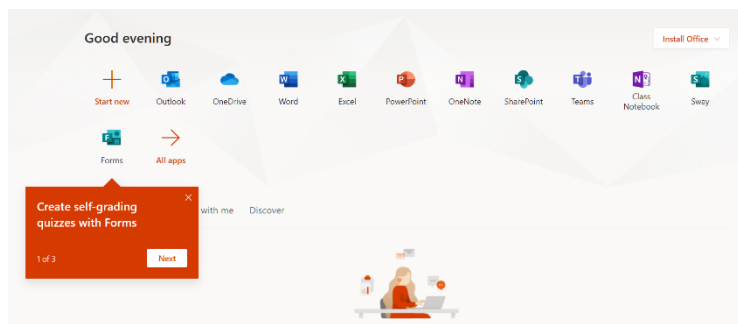 Good evening
Install Office
Start new
Outlook
OneDrive
Word
Excel
PowerPoint
OneNote
SharePoint
Teams
Class
Notebook
Sway
Forms
All apps
Create self-grading
quizzes with Forms
1 of 3
Next
with me
Discover